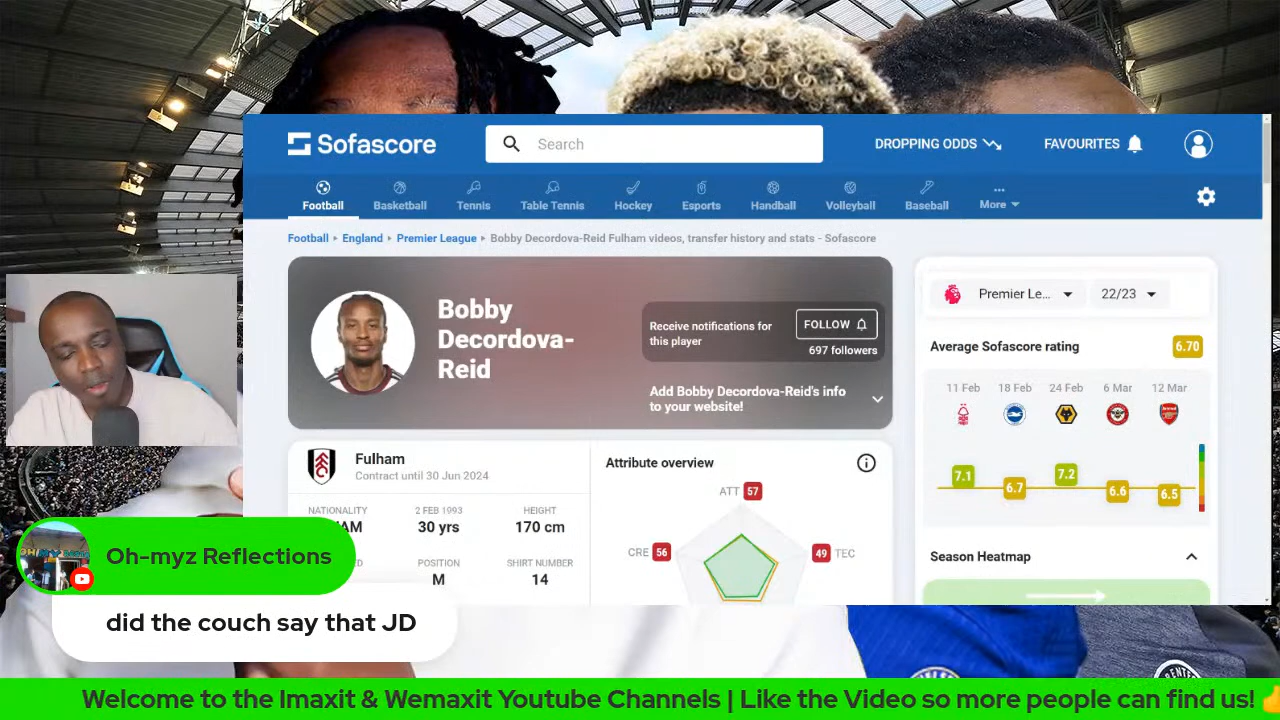 Sofascore
Search
DROPPING ODDS
FAVOURITES
Football
Basketball
Tennis
Table Tennis
Hockey
Esports
Handball
Volleyball
Baseball
More
Football England Premier League Bobby Decordova-Reid Fulham videos, transfer history and stats - Sofascore
Bobby
Decordova-
Reid
Receive notifications for
this player
FOLLOW
697 followers
Add Bobby Decordova-Reid's info
to your website!
Premier Le...
22/23
Average Sofascore rating
6.70
11 Feb
18 Feb
24 Feb
6 Mar
12 Mar
7.1
6.7
7.2
6.6
6.5
Season Heatmap
Fulham
Contract until 30 Jun 2024
NATIONALITY
2 FEB 1993
HEIGHT
AM
30 yrs
170 cm
POSITION
SHIRT NUMBER
M
14
Attribute overview
ATT 57
CRE 56
49 TEC
Oh-myz Reflections
did the couch say that JD
Welcome to the Imaxit & Wemaxit Youtube Channels | Like the Video so more people can find us! 👍